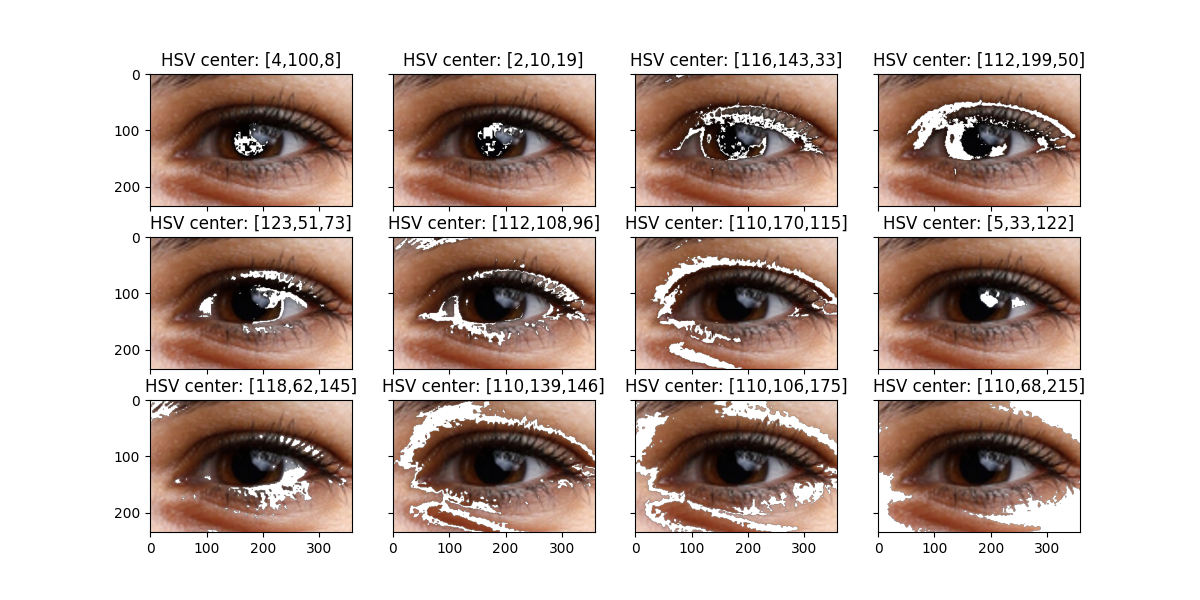 HSV center: [4,100,8]
HSV center: [2,10,19]
HSV center: [116,143,33]
HSV center: [112,199,50]
0
100
200
HSV center: [123,51,73]
HSV center: [112,108,96]
HSV center: [110,170,115]
HSV center: [5,33,122]
0
100
200
HSV center: [118,62,145]
HSV center: [110,139,146]
HSV center: [110,106,175]
HSV center: [110,68,215]
0
100
200
0 100 200 300
0 100 200 300
0 100 200 300
0 100 200 300